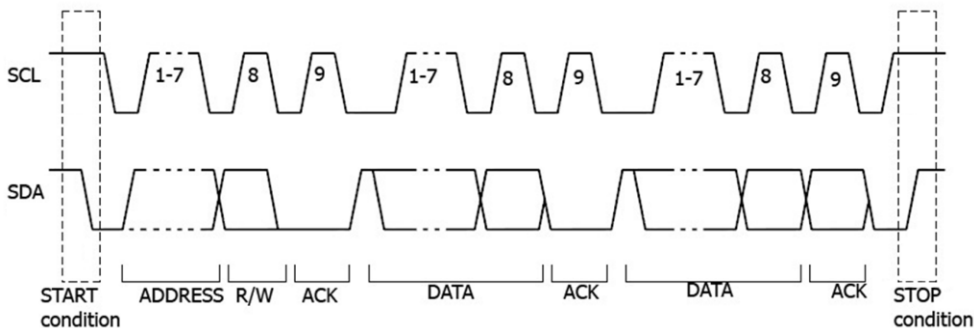 SCL
1-7
8
9
1-7
8
9
1-7
8
9
SDA
START
condition
ADDRESS
R/W
ACK
DATA
ACK
DATA
ACK
STOP
condition